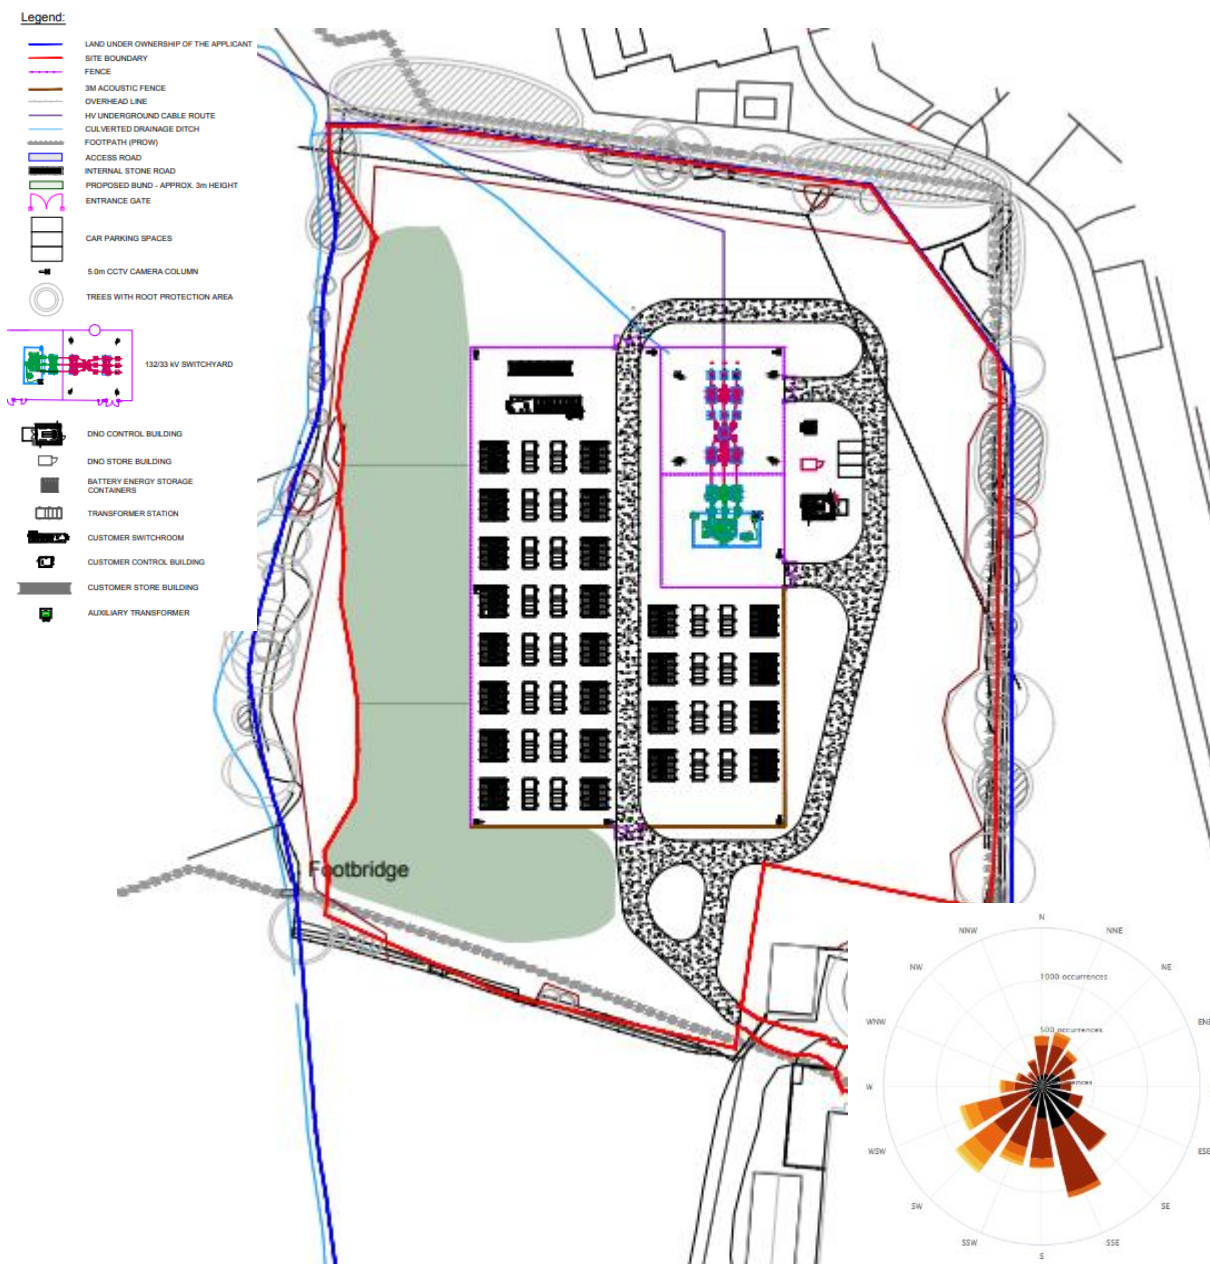 Legend:
LAND UNDER OWNERSHIP OF THE APPLICANT
SITE BOUNDARY
FENCE
3M ACOUSTIC FENCE
OVERHEAD LINE
HV UNDERGROUND CABLE ROUTE
CULVERTED DRAINAGE DITCH
FOOTPATH (PROW)
ACCESS ROAD
INTERNAL STONE ROAD
PROPOSED BUND - APPROX. 3m HEIGHT
ENTRANCE GATE
CAR PARKING SPACES
5.0m CCTV CAMERA COLUMN
TREES WITH ROOT PROTECTION AREA
132/33 kV SWITCHYARD
DNO CONTROL BUILDING
DNO STORE BUILDING
BATTERY ENERGY STORAGE
CONTAINERS
TRANSFORMER STATION
CUSTOMER SWITCHROOM
CUSTOMER CONTROL BUILDING
CUSTOMER STORE BUILDING
AUXILIARY TRANSFORMER
Footbridge
N
NNW
NNE
NW
NE
1000 occurrences
WNW
ENE
500 occurrences
W
WSW
ESE
SW
SE
SSW
SSE
S